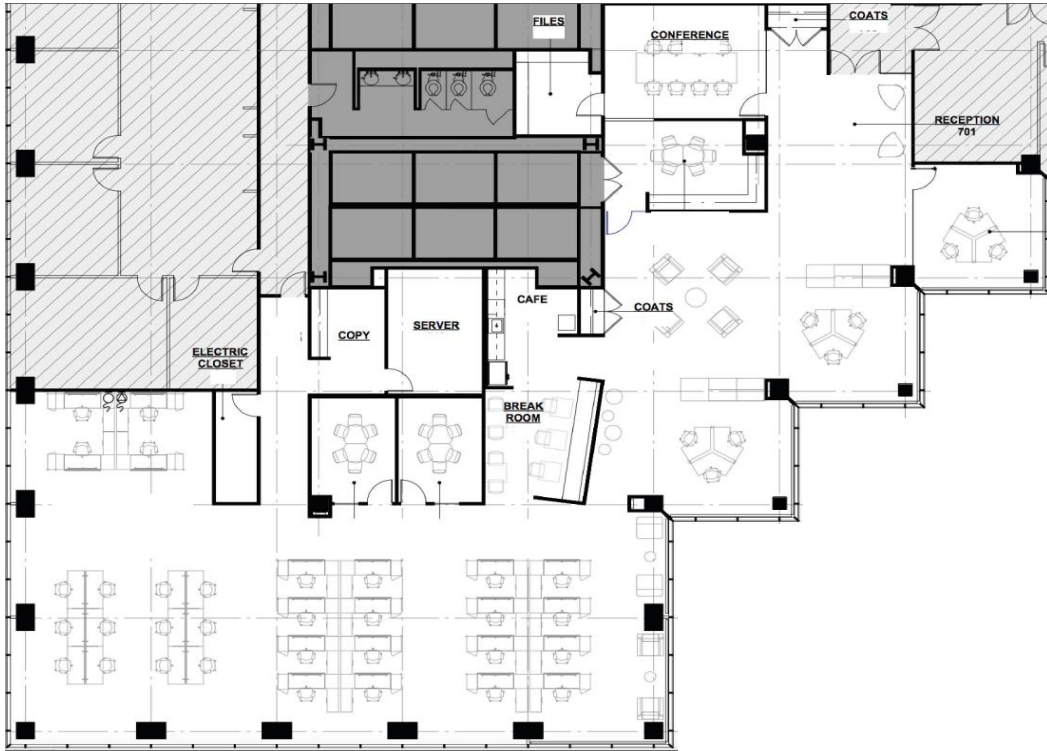 COATS
FILES
CONFERENCE
RECEPTION
701
COATS
CAFE
SERVER
COPY
ELECTRIC
CLOSET
BREAK
ROOM